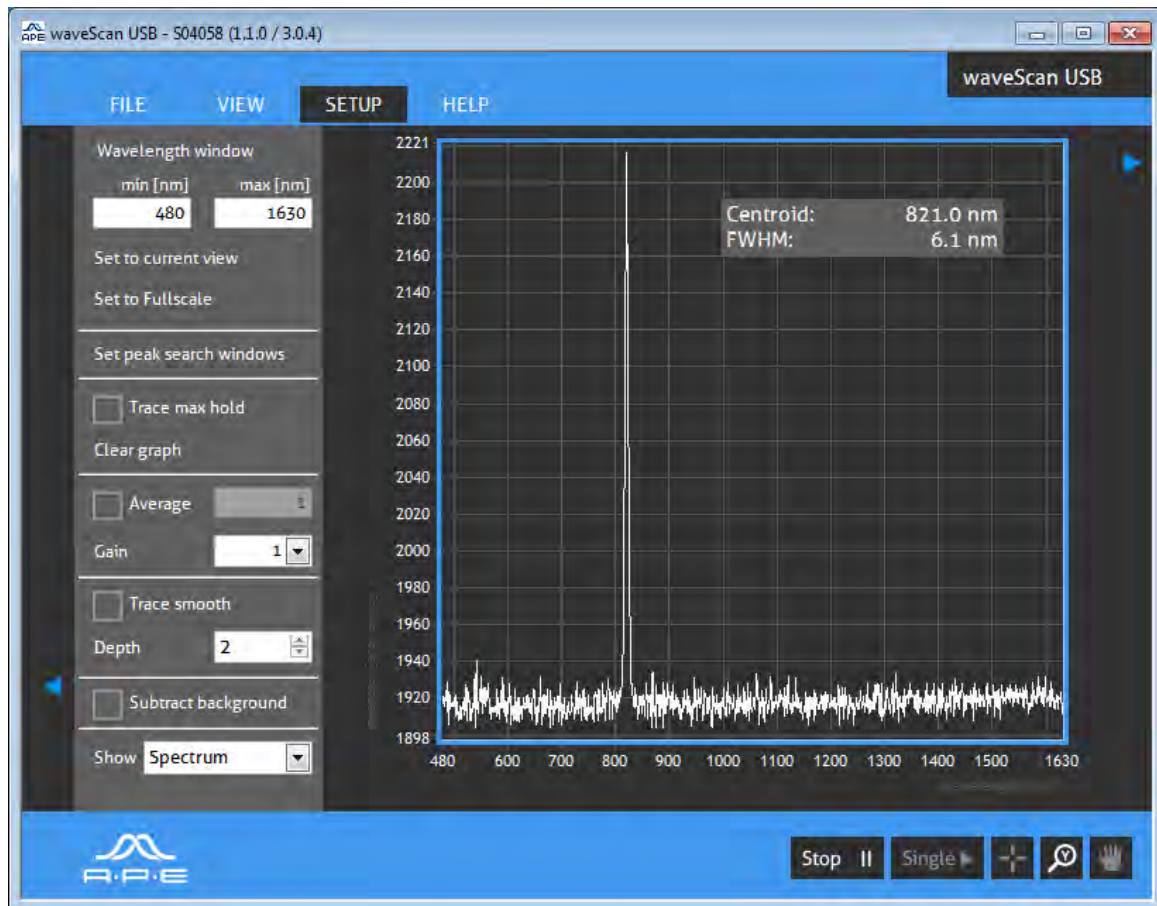 waveScan USB - S04058 (1.1.0 / 3.0.4)
waveScan USB
FILE VIEW SETUP HELP
Wavelength window
min [nm] max [nm]
480 1630
Set to current view
Set to Fullscale
Set peak search windows
Trace max hold
Clear graph
Average 1
Gain 1
Trace smooth
Depth 2
Subtract background
Show Spectrum
2221
2200
2180
2160
2140
2120
2100
2080
2060
2040
2020
2000
1980
1960
1940
1920
1898
Centroid: 821.0 nm
FWHM: 6.1 nm
480 600 700 800 900 1000 1100 1200 1300 1400 1500 1630
A.P.E
Stop Single
Y